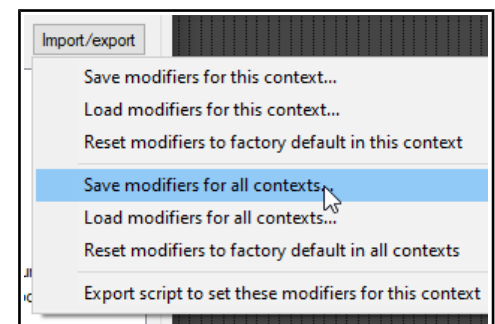 Import/export
Save modifiers for this context...
Load modifiers for this context...
Reset modifiers to factory default in this context
Save modifiers for all contexts...
Load modifiers for all contexts...
Reset modifiers to factory default in all contexts
Export script to set these modifiers for this context